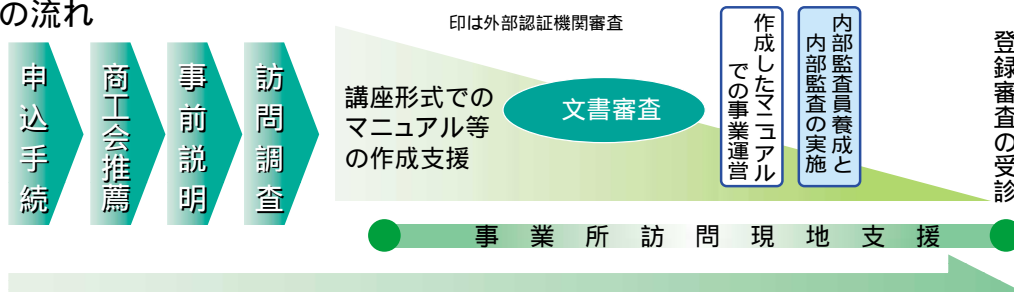 の流れ
印は外部認証機関審査
申込手続
商工会推薦
事前説明
訪問調査
講座形式での
マニュアル等
の作成支援
文書審査
作成したマニュアル
での事業運営
内部監査員養成と
内部監査の実施
登録審査の受診
事業所訪問現地支援